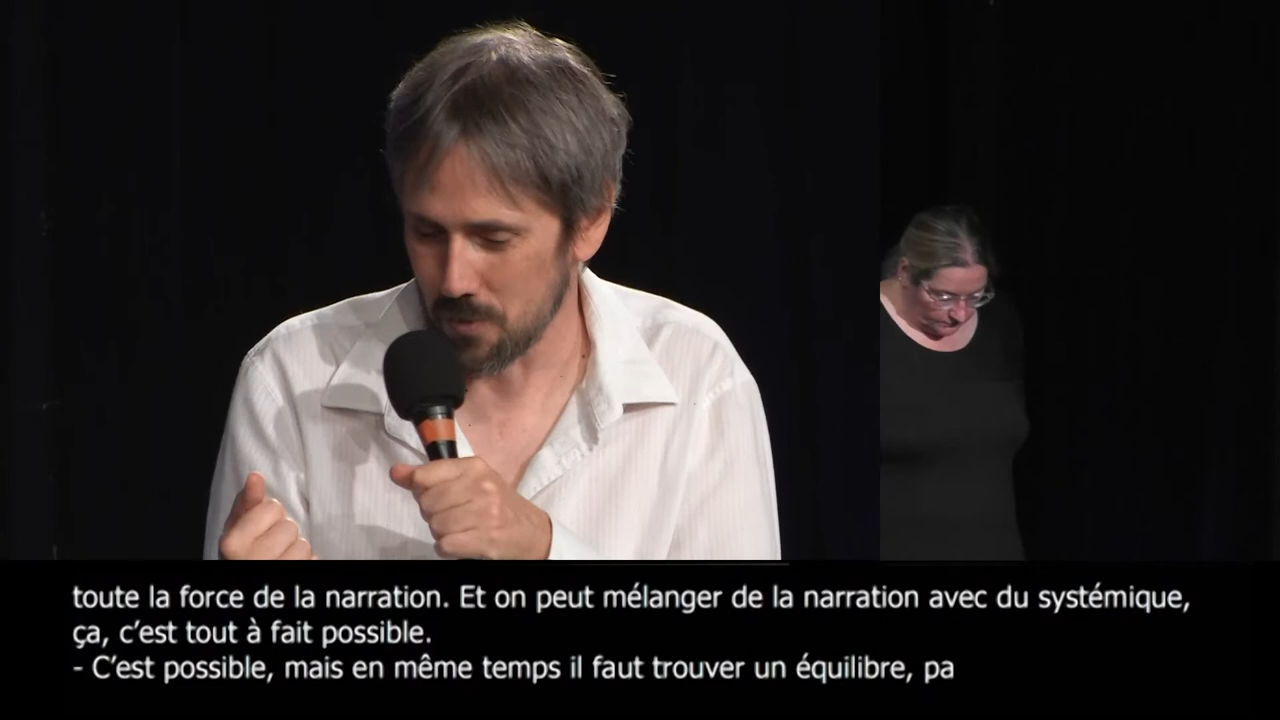 toute la force de la narration. Et on peut mélanger de la narration avec du systémique,
ça, c’est tout à fait possible.
- C’est possible, mais en même temps il faut trouver un équilibre, pa